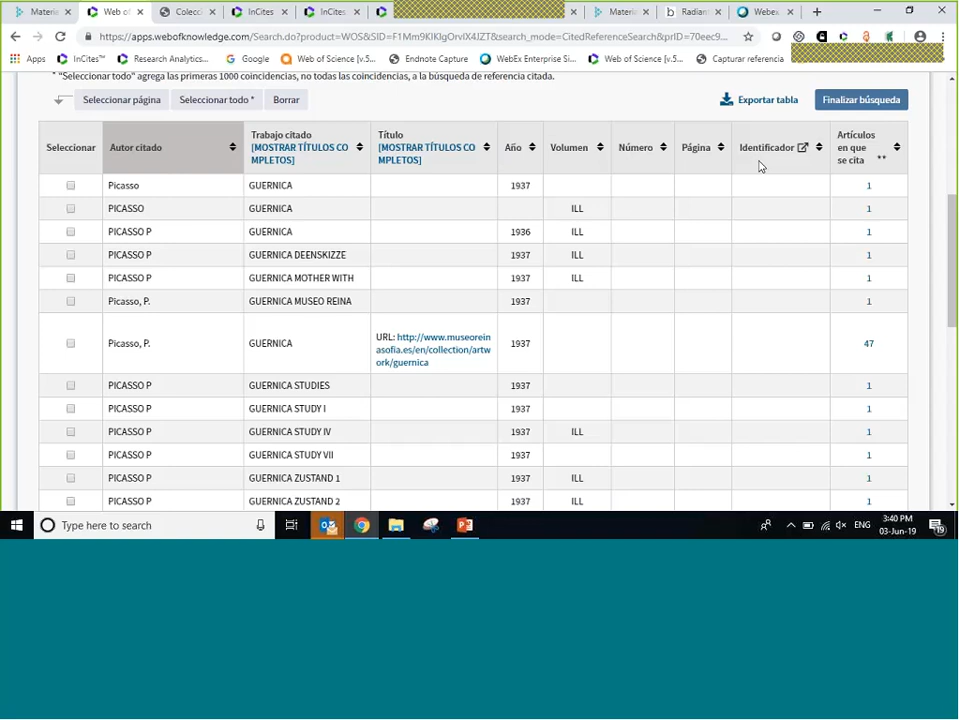 Materi
Web of
Colecci
InCites
InCites
Materi
Radian
Webex
https://apps.webofknowledge.com/Search.do?product=WOS&SID=F1Mm9KIKIgOrvlX4JZT&search_mode=CitedReferenceSearch&prID=70eec9...
Apps InCites™ Research Analytics... Google Web of Science [v.5... Endnote Capture WebEx Enterprise Si... Web of Science [v.5... Capturar referencia
* "Seleccionar todo" agrega las primeras 1000 coincidencias, no todas las coincidencias, a la búsqueda de referencia citada.
Seleccionar página Seleccionar todo * Borrar Exportar tabla Finalizar búsqueda
Seleccionar Autor citado Trabajo citado [MOSTRAR TÍTULOS COMPLETOS] Título [MOSTRAR TÍTULOS COMPLETOS] Año Volumen Número Página Identificador Artículos en que se cita **
Picasso GUERNICA 1937 1
PICASSO GUERNICA ILL 1
PICASSO P GUERNICA 1936 ILL 1
PICASSO P GUERNICA DEENSKIZZE 1937 ILL 1
PICASSO P GUERNICA MOTHER WITH 1937 ILL 1
Picasso, P. GUERNICA MUSEO REINA 1937 1
Picasso, P. GUERNICA URL: http://www.museoreinasofia.es/en/collection/artwork/guernica 1937 47
PICASSO P GUERNICA STUDIES 1937 1
PICASSO P GUERNICA STUDY I 1937 1
PICASSO P GUERNICA STUDY IV 1937 ILL 1
PICASSO P GUERNICA STUDY VII 1937 1
PICASSO P GUERNICA ZUSTAND 1 1937 ILL 1
PICASSO P GUERNICA ZUSTAND 2 1937 ILL 1
Type here to search
ENG
3:40 PM
03-Jun-19
19